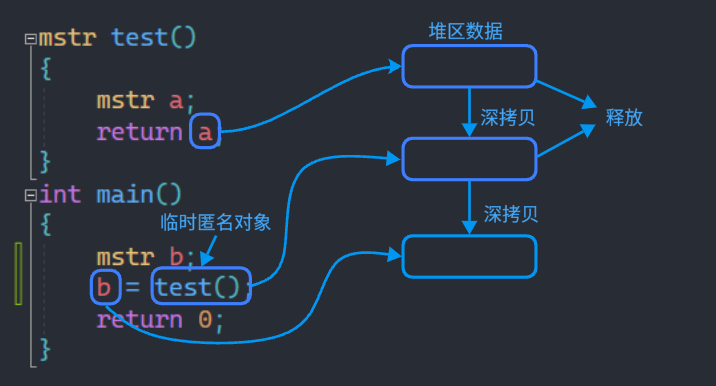 堆区数据
mstr test()
{
mstr a;
return a;
深拷贝
释放
}
int main()
{
临时匿名对象
深拷贝
mstr b;
b = test();
return 0;
}